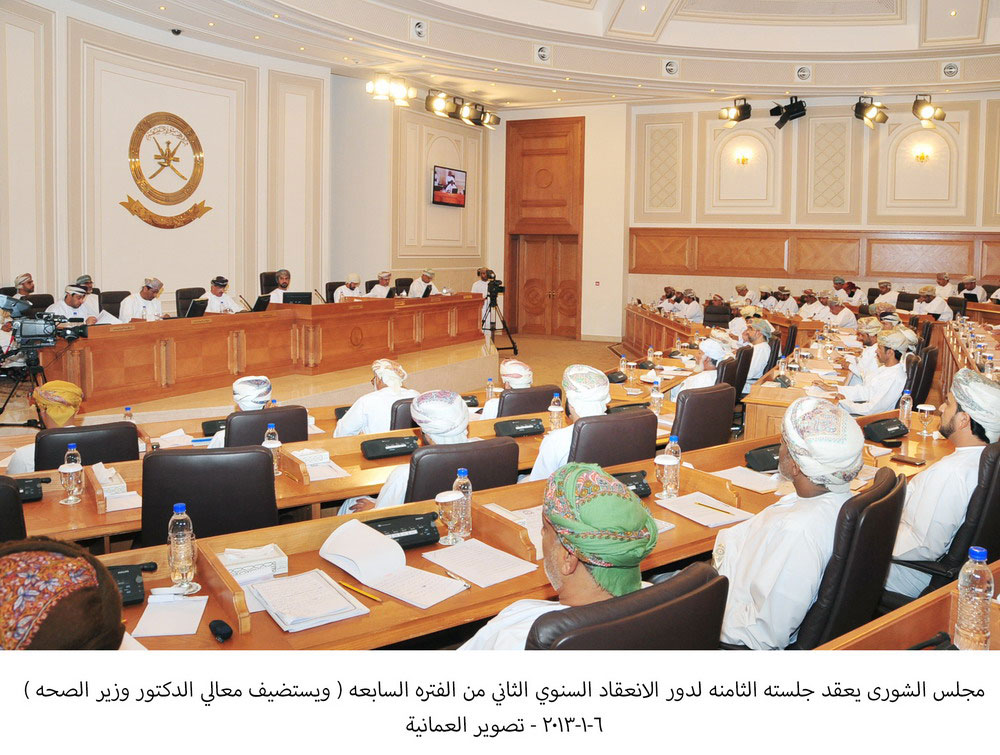 مجلس الشورى يعقد جلسته الثامنه لدور الانعقاد السنوي الثاني من الفتره السابعه ( ويستضيف معالي الدكتور وزير الصحه )
٦-١-٢٠١٣ - تصوير العمانية